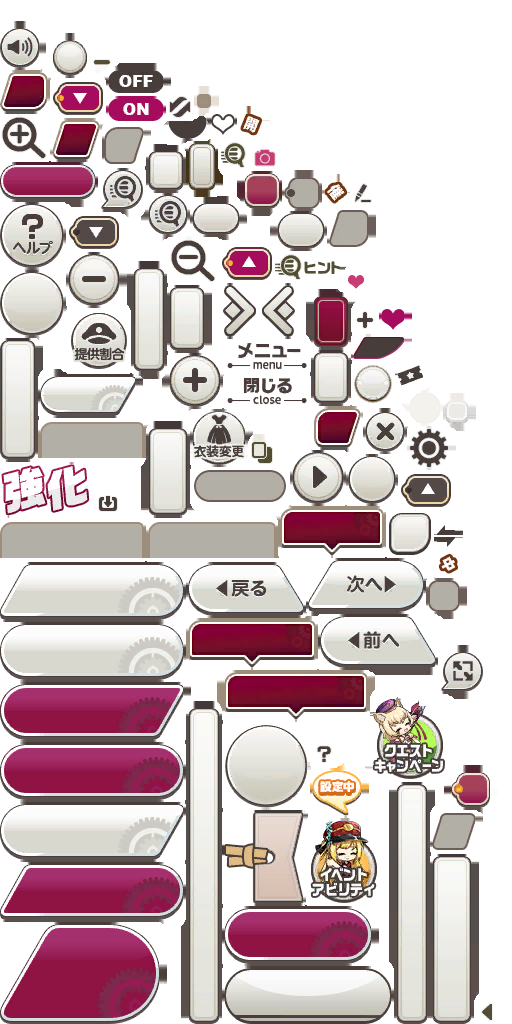 OFF
ON
開
ヘルプ
ヒント
提供割合
メニュー
menu
閉じる
close
衣装変更
強化
戻る
次へ
前へ
クエスト
キャンペーン
?
設定中
イベント
アビリティ